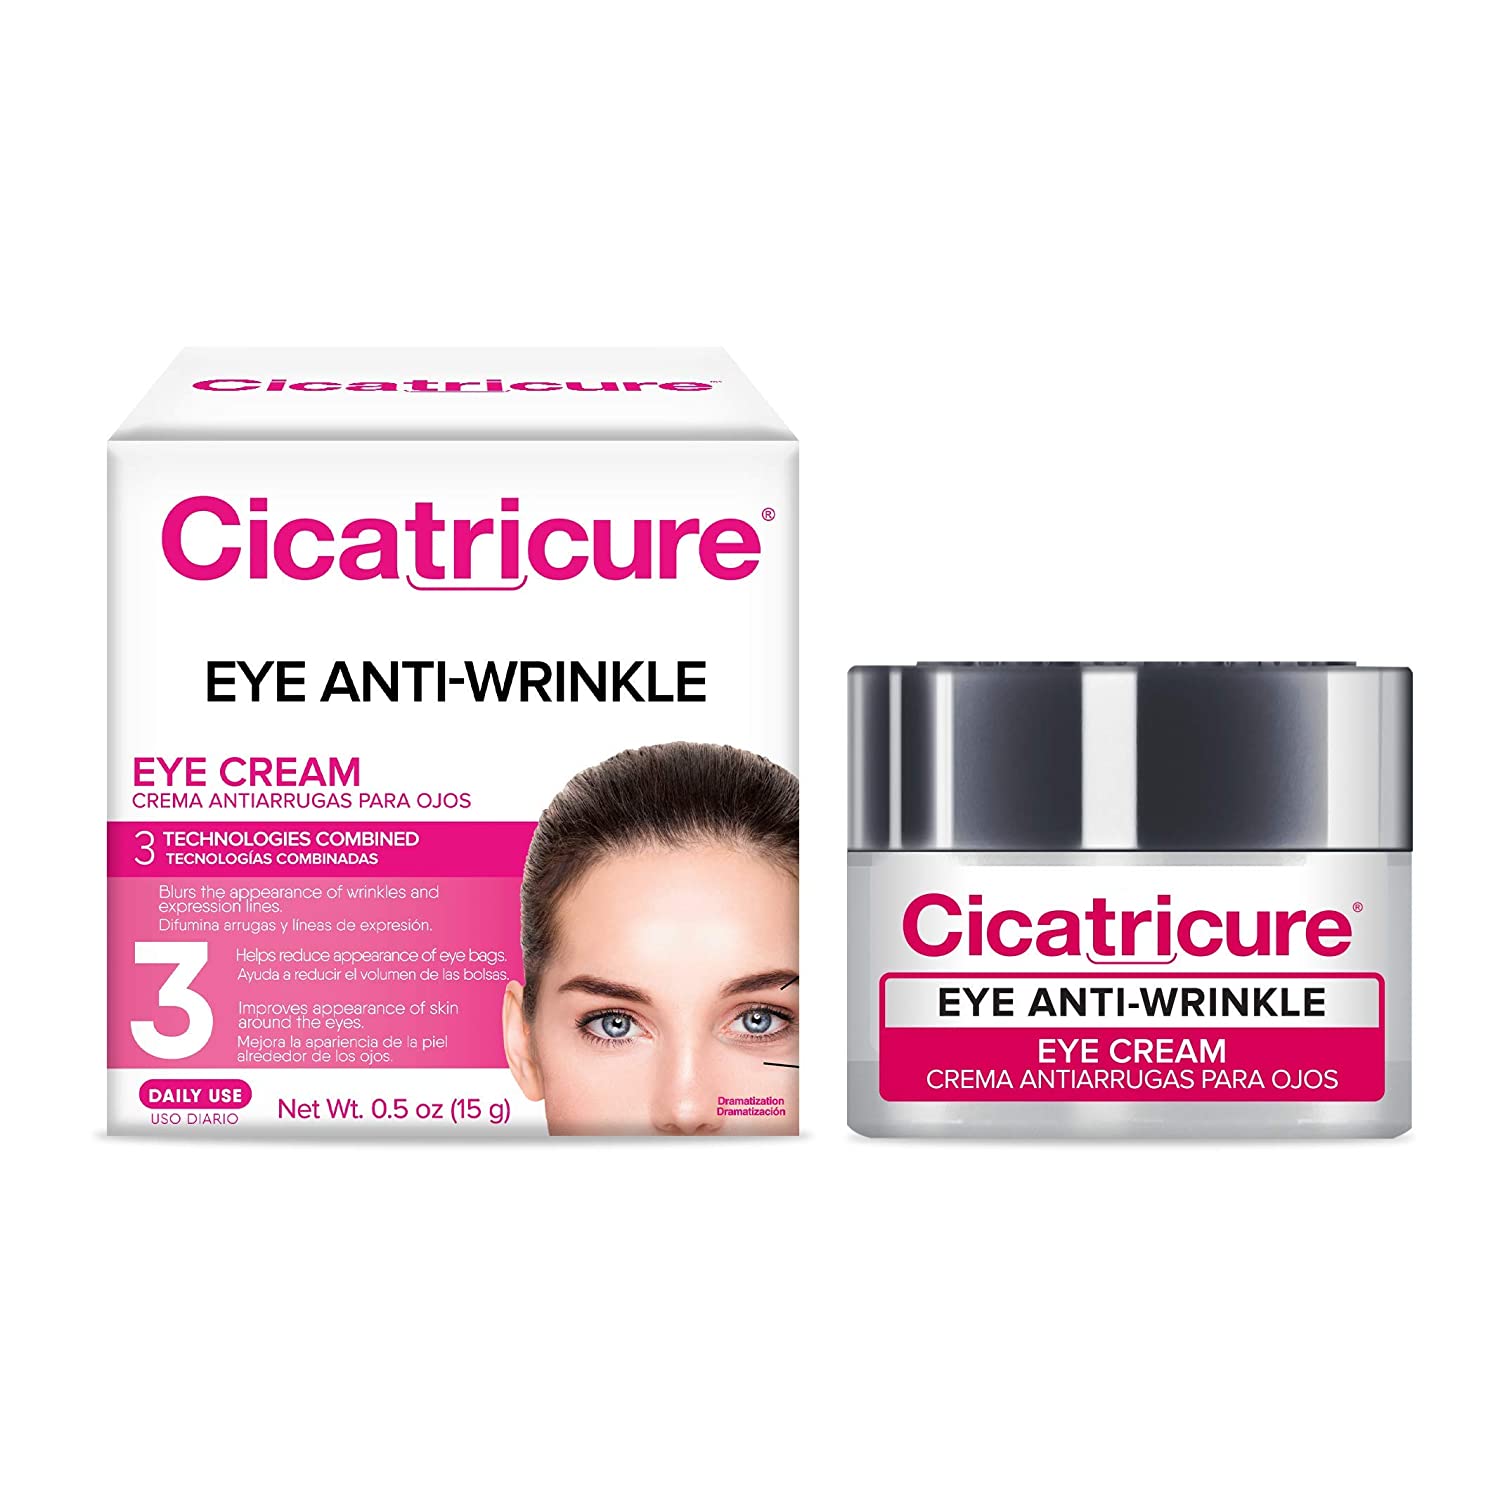 Cicatricure™
Cicatricure®
EYE ANTI-WRINKLE
EYE CREAM
CREMA ANTIARRUGAS PARA OJOS
3 TECHNOLOGIES COMBINED
TECNOLOGÍAS COMBINADAS
Blurs the appearance of wrinkles and
expression lines.
Difumina arrugas y líneas de expresión.
3
Helps reduce appearance of eye bags.
Ayuda a reducir el volumen de las bolsas.
Improves appearance of skin
around the eyes.
Mejora la apariencia de la piel
alrededor de los ojos.
DAILY USE
USO DIARIO
Net Wt. 0.5 oz (15 g)
Dramatization
Dramatización
Cicatricure®
EYE ANTI-WRINKLE
EYE CREAM
CREMA ANTIARRUGAS PARA OJOS